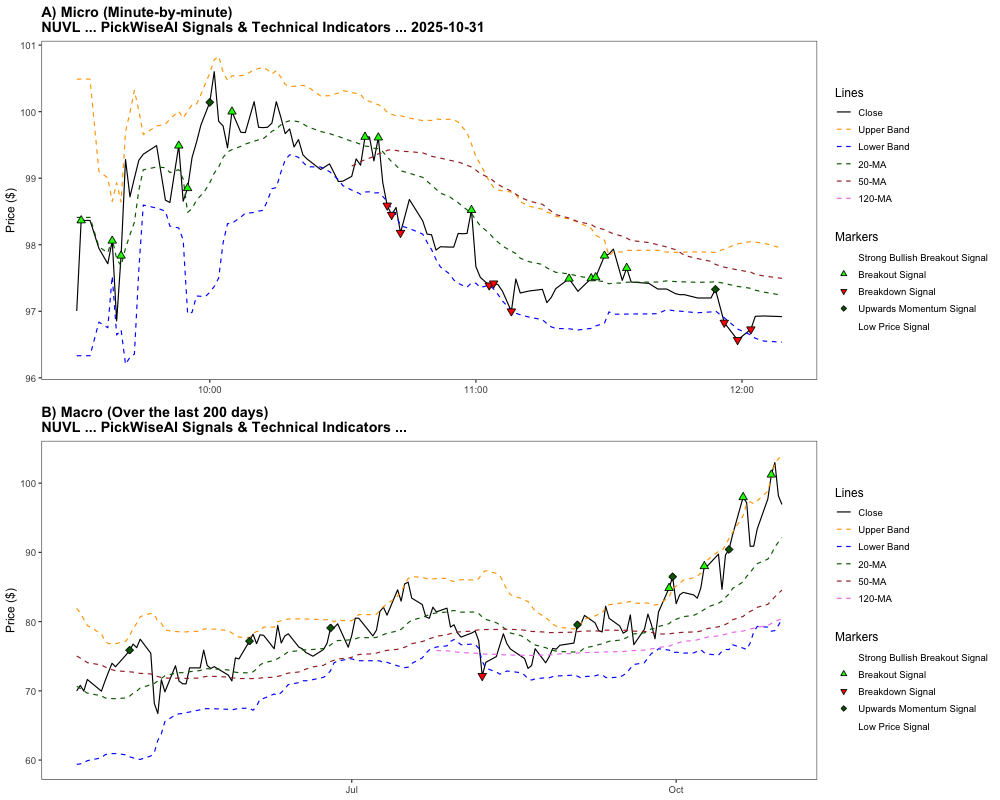 A) Micro (Minute-by-minute)
NUVL ... PickWiseAI Signals & Technical Indicators ... 2025-10-31
Price ($)
101
100
99
98
97
96
10:00
11:00
12:00
Lines
Close
Upper Band
Lower Band
20-MA
50-MA
120-MA
Markers
Strong Bullish Breakout Signal
Breakout Signal
Breakdown Signal
Upwards Momentum Signal
Low Price Signal
B) Macro (Over the last 200 days)
NUVL ... PickWiseAI Signals & Technical Indicators ...
Price ($)
100
90
80
70
60
Jul
Oct
Lines
Close
Upper Band
Lower Band
20-MA
50-MA
120-MA
Markers
Strong Bullish Breakout Signal
Breakout Signal
Breakdown Signal
Upwards Momentum Signal
Low Price Signal